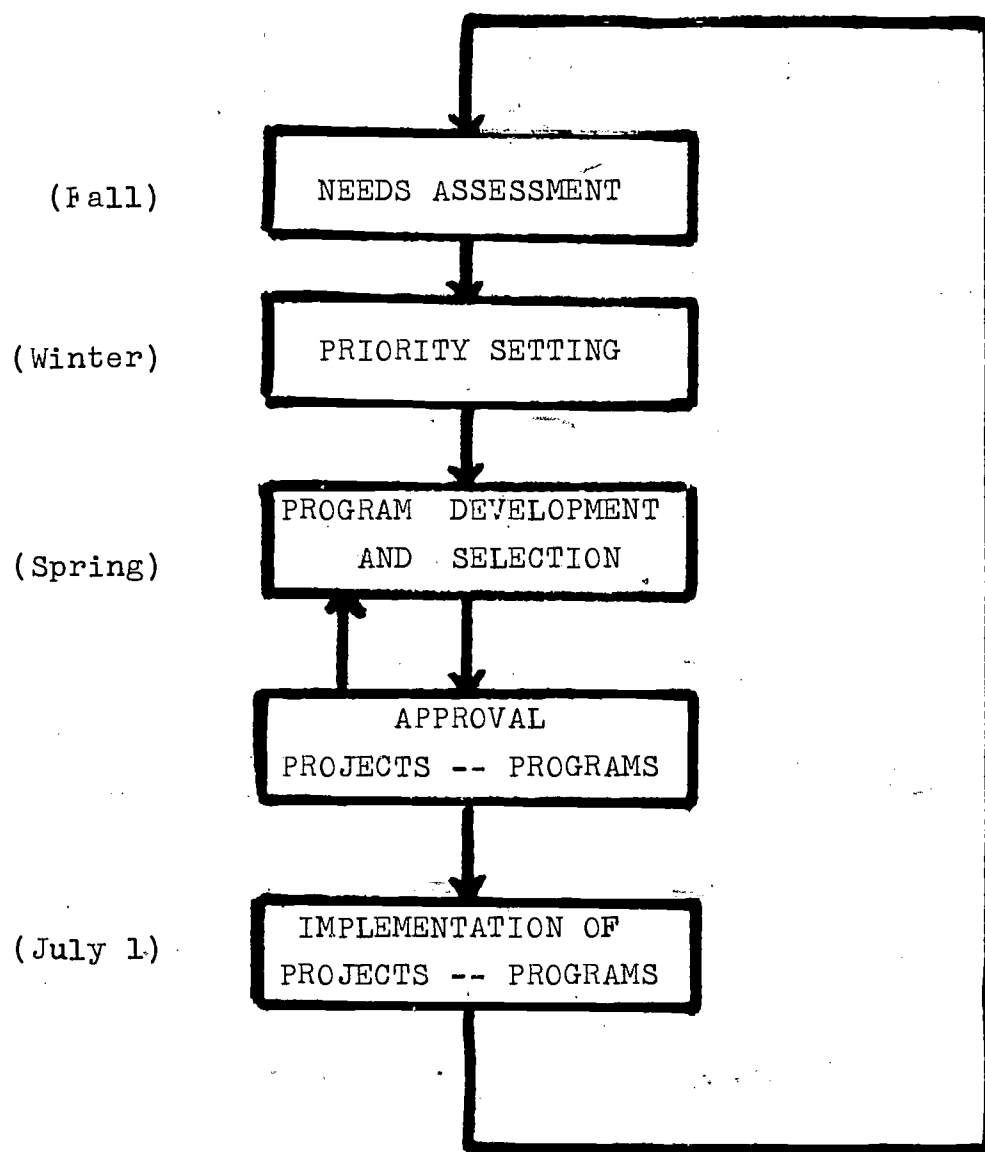 (Fall)
NEEDS ASSESSMENT
(Winter)
PRIORITY SETTING
PROGRAM DEVELOPMENT
(Spring)
AND SELECTION
APPROVAL
PROJECTS -- PROGRAMS
IMPLEMENTATION OF
(July 1)
PROJECTS -- PROGRAMS